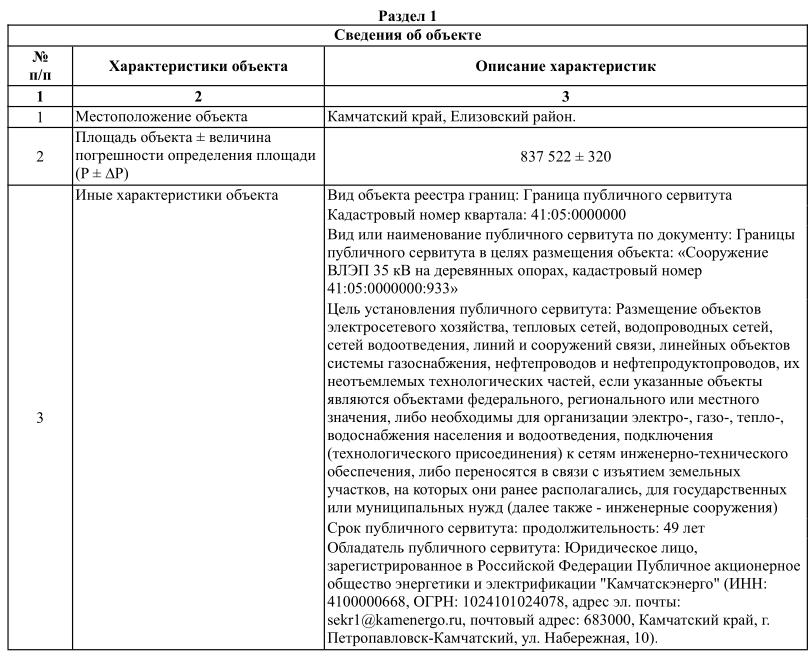 Раздел 1
Сведения об объекте
№
п/п
Характеристики объекта
Описание характеристик
1
2
3
1
Местоположение объекта
Камчатский край, Елизовский район.
2
Площадь объекта ± величина
погрешности определения площади
(Р ± ΔР)
837 522 ± 320
3
Иные характеристики объекта
Вид объекта реестра границ: Граница публичного сервитута
Кадастровый номер квартала: 41:05:0000000
Вид или наименование публичного сервитута по документу: Границы
публичного сервитута в целях размещения объекта: «Сооружение
ВЛЭП 35 кВ на деревянных опорах, кадастровый номер
41:05:0000000:933»
Цель установления публичного сервитута: Размещение объектов
электросетевого хозяйства, тепловых сетей, водопроводных сетей,
сетей водоотведения, линий и сооружений связи, линейных объектов
системы газоснабжения, нефтепроводов и нефтепродуктопроводов, их
неотъемлемых технологических частей, если указанные объекты
являются объектами федерального, регионального или местного
значения, либо необходимы для организации электро-, газо-, тепло-,
водоснабжения населения и водоотведения, подключения
(технологического присоединения) к сетям инженерно-технического
обеспечения, либо переносятся в связи с изъятием земельных
участков, на которых они ранее располагались, для государственных
или муниципальных нужд (далее также - инженерные сооружения)
Срок публичного сервитута: продолжительность: 49 лет
Обладатель публичного сервитута: Юридическое лицо,
зарегистрированное в Российской Федерации Публичное акционерное
общество энергетики и электрификации "Камчатскэнерго" (ИНН:
4100000668, ОГРН: 1024101024078, адрес эл. почты:
sekr1@kamenergo.ru, почтовый адрес: 683000, Камчатский край, г.
Петропавловск-Камчатский, ул. Набережная, 10).